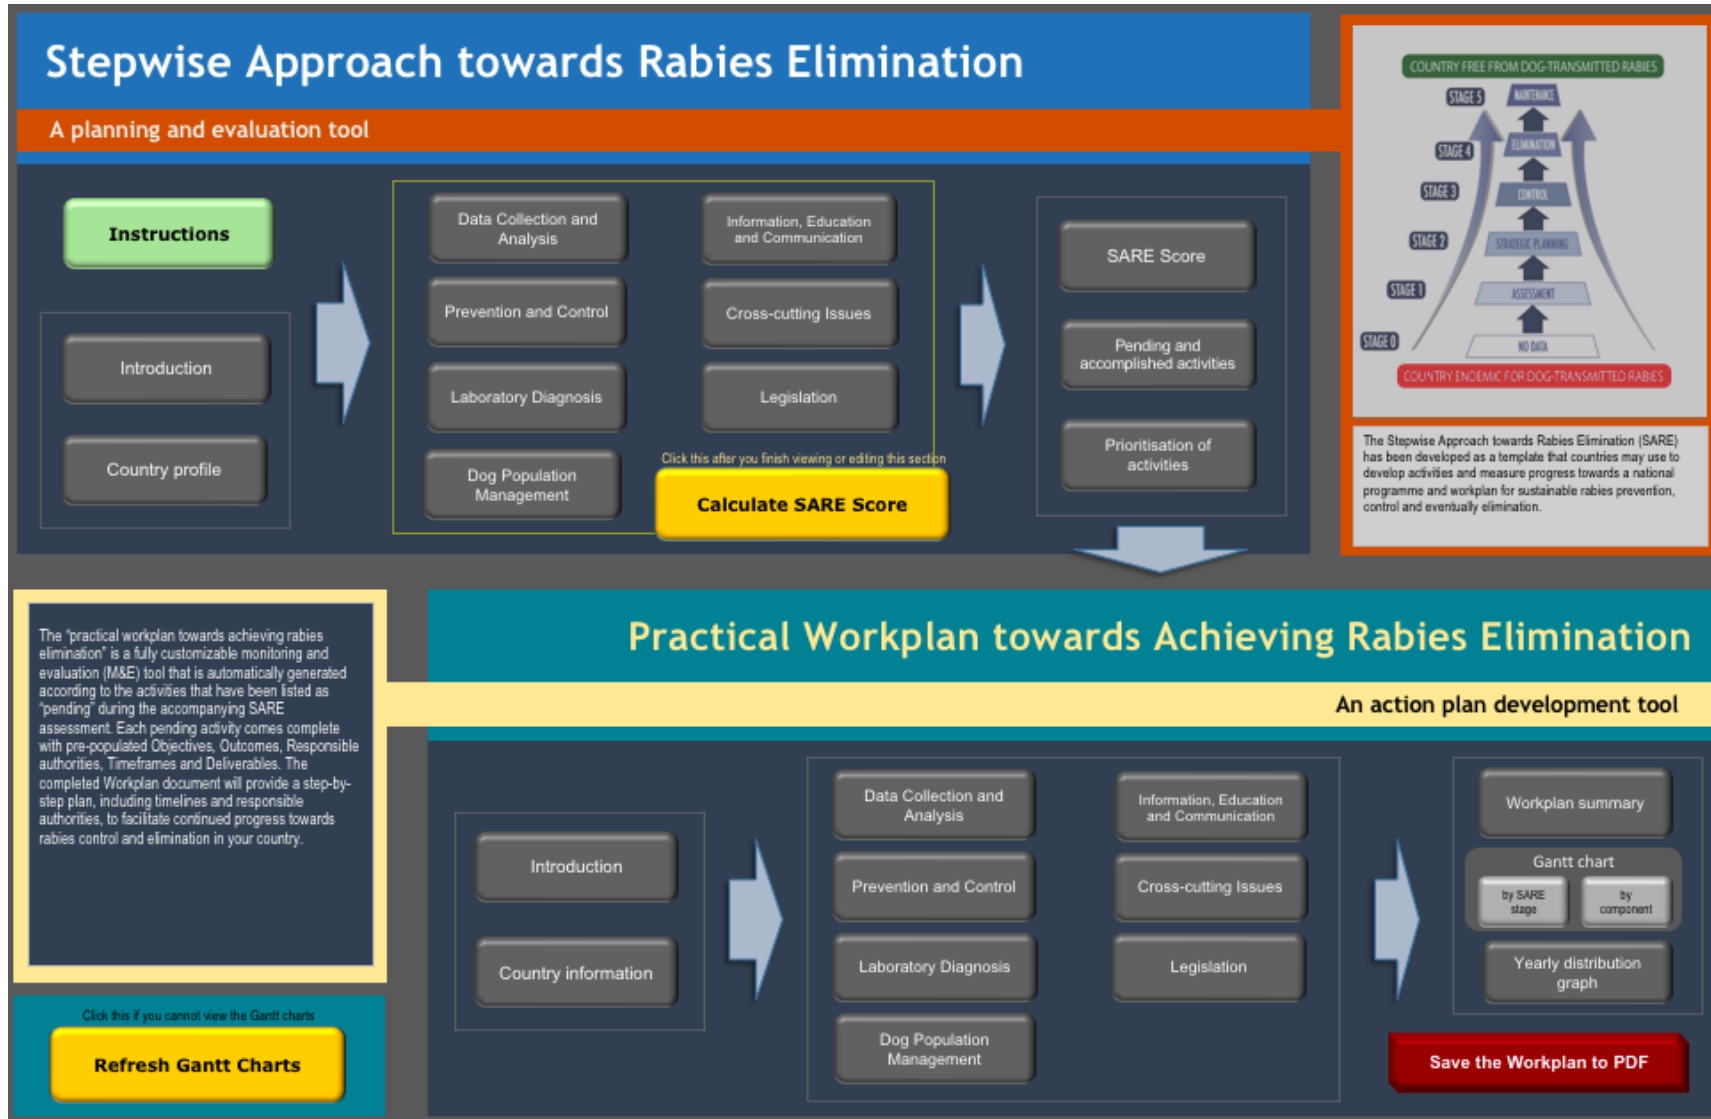 Stepwise Approach towards Rabies Elimination
A planning and evaluation tool
Instructions
Introduction
Country profile
Data Collection and
Analysis
Prevention and Control
Laboratory Diagnosis
Dog Population
Management
Information, Education
and Communication
Cross-cutting Issues
Legislation
Click this after you finish viewing or editing this section
Calculate SARE Score
SARE Score
Pending and
accomplished activities
Prioritisation of
activities
COUNTRY FREE FROM DOG-TRANSMITTED RABIES
STAGE 5
MAINTENANCE
STAGE 4
ELIMINATION
STAGE 3
CONTROL
STAGE 2
STRATEGIC PLANNING
STAGE 1
ASSESSMENT
STAGE 0
NO DATA
COUNTRY ENDEMIC FOR DOG-TRANSMITTED RABIES
The Stepwise Approach towards Rabies Elimination (SARE)
has been developed as a template that countries may use to
develop activities and measure progress towards a national
programme and workplan for sustainable rabies prevention,
control and eventually elimination.
The "practical workplan towards achieving rabies
elimination" is a fully customizable monitoring and
evaluation (M&E) tool that is automatically generated
according to the activities that have been listed as
"pending" during the accompanying SARE
assessment. Each pending activity comes complete
with pre-populated Objectives, Outcomes, Responsible
authorities, Timeframes and Deliverables. The
completed Workplan document will provide a step-by-
step plan, including timelines and responsible
authorities, to facilitate continued progress towards
rabies control and elimination in your country.
Click this if you cannot view the Gantt charts
Refresh Gantt Charts
Practical Workplan towards Achieving Rabies Elimination
An action plan development tool
Introduction
Country information
Data Collection and
Analysis
Prevention and Control
Laboratory Diagnosis
Dog Population
Management
Information, Education
and Communication
Cross-cutting Issues
Legislation
Workplan summary
Gantt chart
by SARE
stage
by
component
Yearly distribution
graph
Save the Workplan to PDF